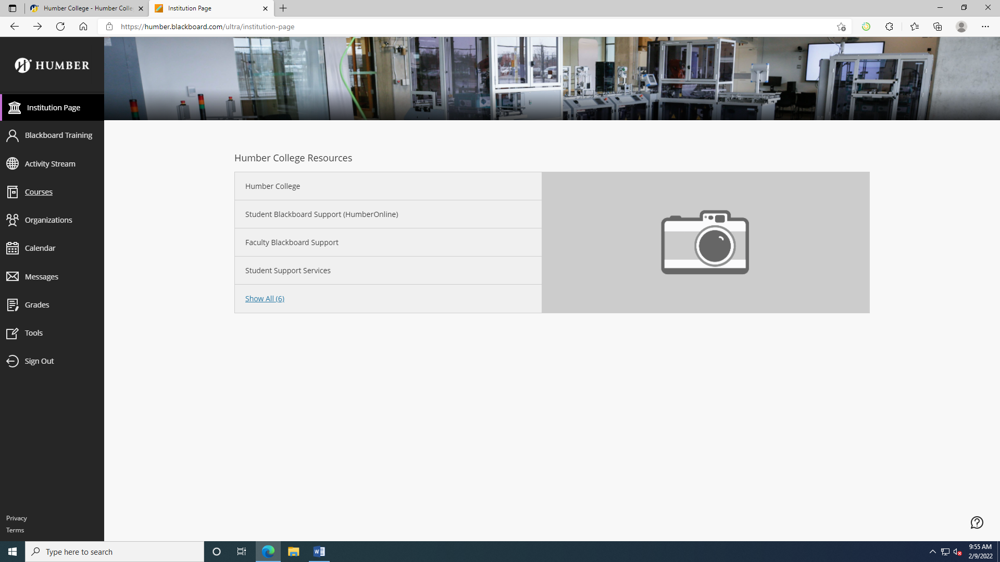 Humber College - Humber Colle
Institution Page
https://humber.blackboard.com/ultra/institution-page
HUMBER
Institution Page
Blackboard Training
Activity Stream
Courses
Organizations
Calendar
Messages
Grades
Tools
Sign Out
Privacy
Terms
Humber College Resources
Humber College
Student Blackboard Support (HumberOnline)
Faculty Blackboard Support
Student Support Services
Show All (6)
Type here to search
9:55 AM
2/9/2022